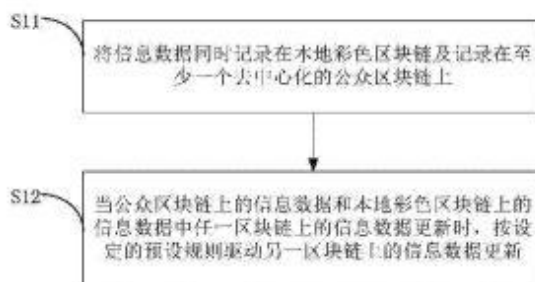 S11
将信息数据同时记录在本地彩色区块链及记录在至
少一个去中心化的公众区块链上
S12
当公众区块链上的信息数据和本地彩色区块链上的
信息数据中任一区块链上的信息数据更新时，按设
定的预设规则驱动另一区块链上的信息数据更新